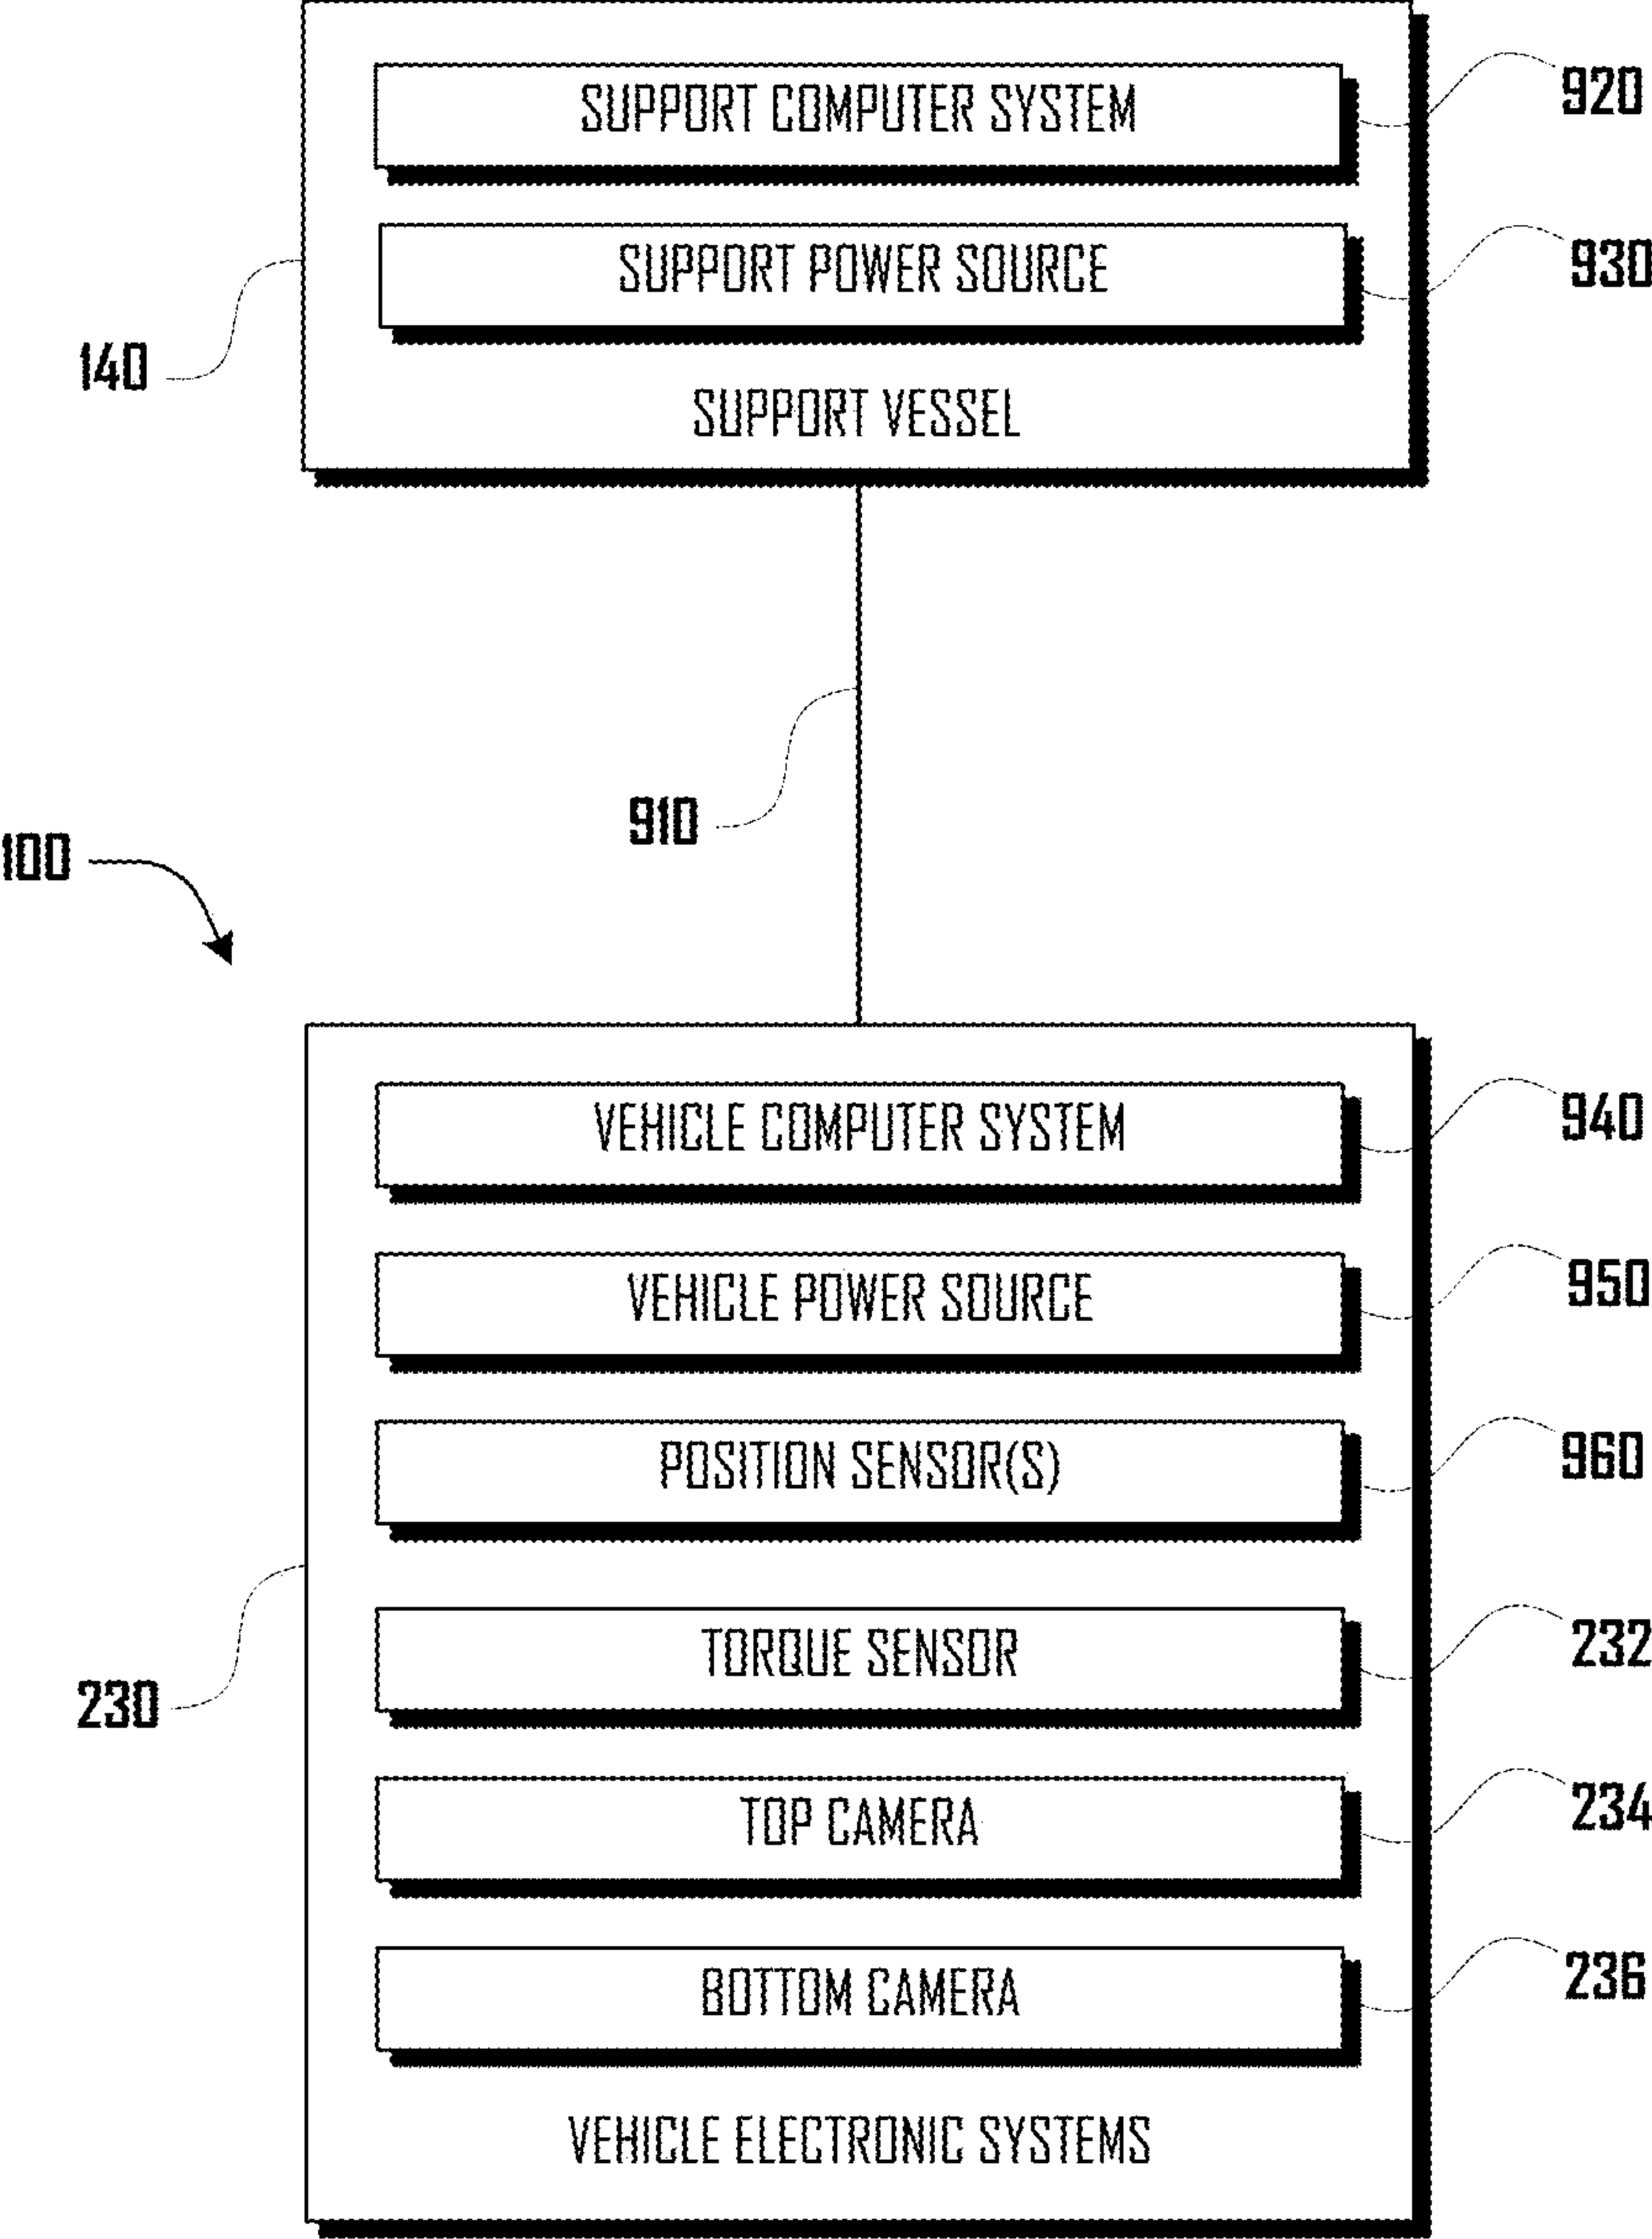 SUPPORT COMPUTER SYSTEM
920
SUPPORT POWER SOURCE
930
140
SUPPORT VESSEL
910
100
VEHICLE COMPUTER SYSTEM
940
VEHICLE POWER SOURCE
950
POSITION SENSOR(S)
960
TORQUE SENSOR
232
230
TOP CAMERA
234
BOTTOM CAMERA
236
VEHICLE ELECTRONIC SYSTEMS